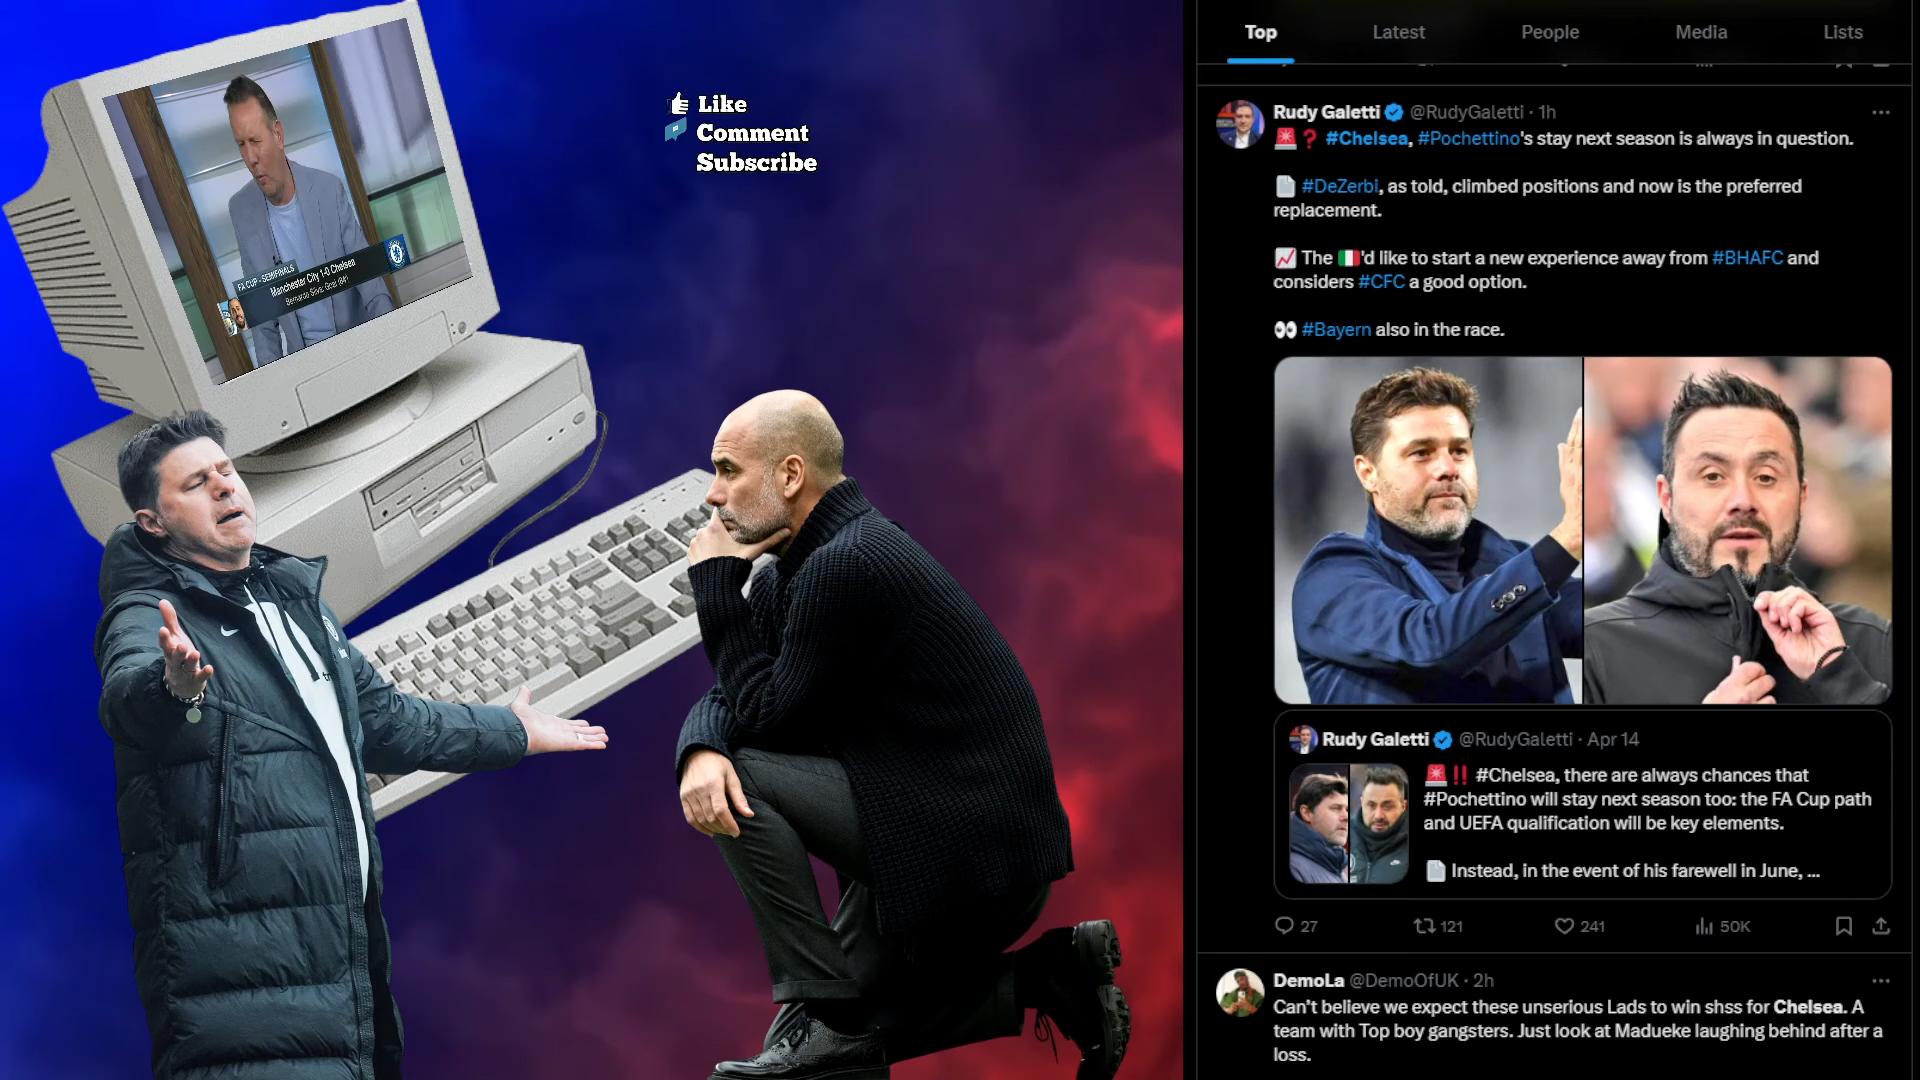 FA CUP - SEMIFINALS
Manchester City 1-0 Chelsea
Bernardo Silva: Goal (84')
Like
Comment
Subscribe
Top Latest People Media Lists
Rudy Galetti @RudyGaletti · 1h
🚨❓ #Chelsea, #Pochettino's stay next season is always in question.
📄 #DeZerbi, as told, climbed positions and now is the preferred
replacement.
📈 The 🇮🇹'd like to start a new experience away from #BHAFC and
considers #CFC a good option.
👀 #Bayern also in the race.
Rudy Galetti @RudyGaletti · Apr 14
🚨‼️ #Chelsea, there are always chances that
#Pochettino will stay next season too: the FA Cup path
and UEFA qualification will be key elements.
📄 Instead, in the event of his farewell in June, ...
27 121 241 50K
DemoLa @DemoOfUK · 2h
Can't believe we expect these unserious Lads to win shss for Chelsea. A
team with Top boy gangsters. Just look at Madueke laughing behind after a
loss.